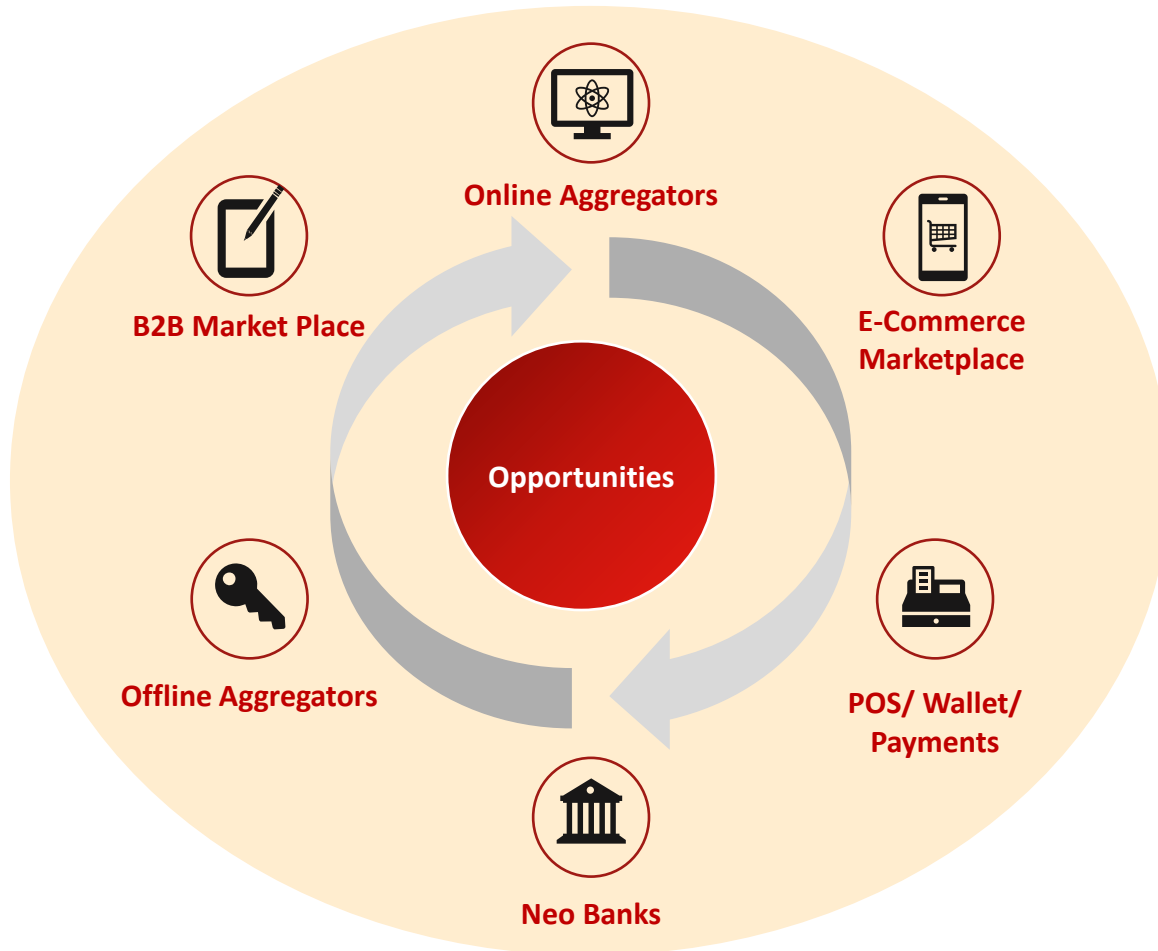 Online Aggregators
B2B Market Place
E-Commerce
Marketplace
Opportunities
Offline Aggregators
POS/ Wallet/
Payments
Neo Banks